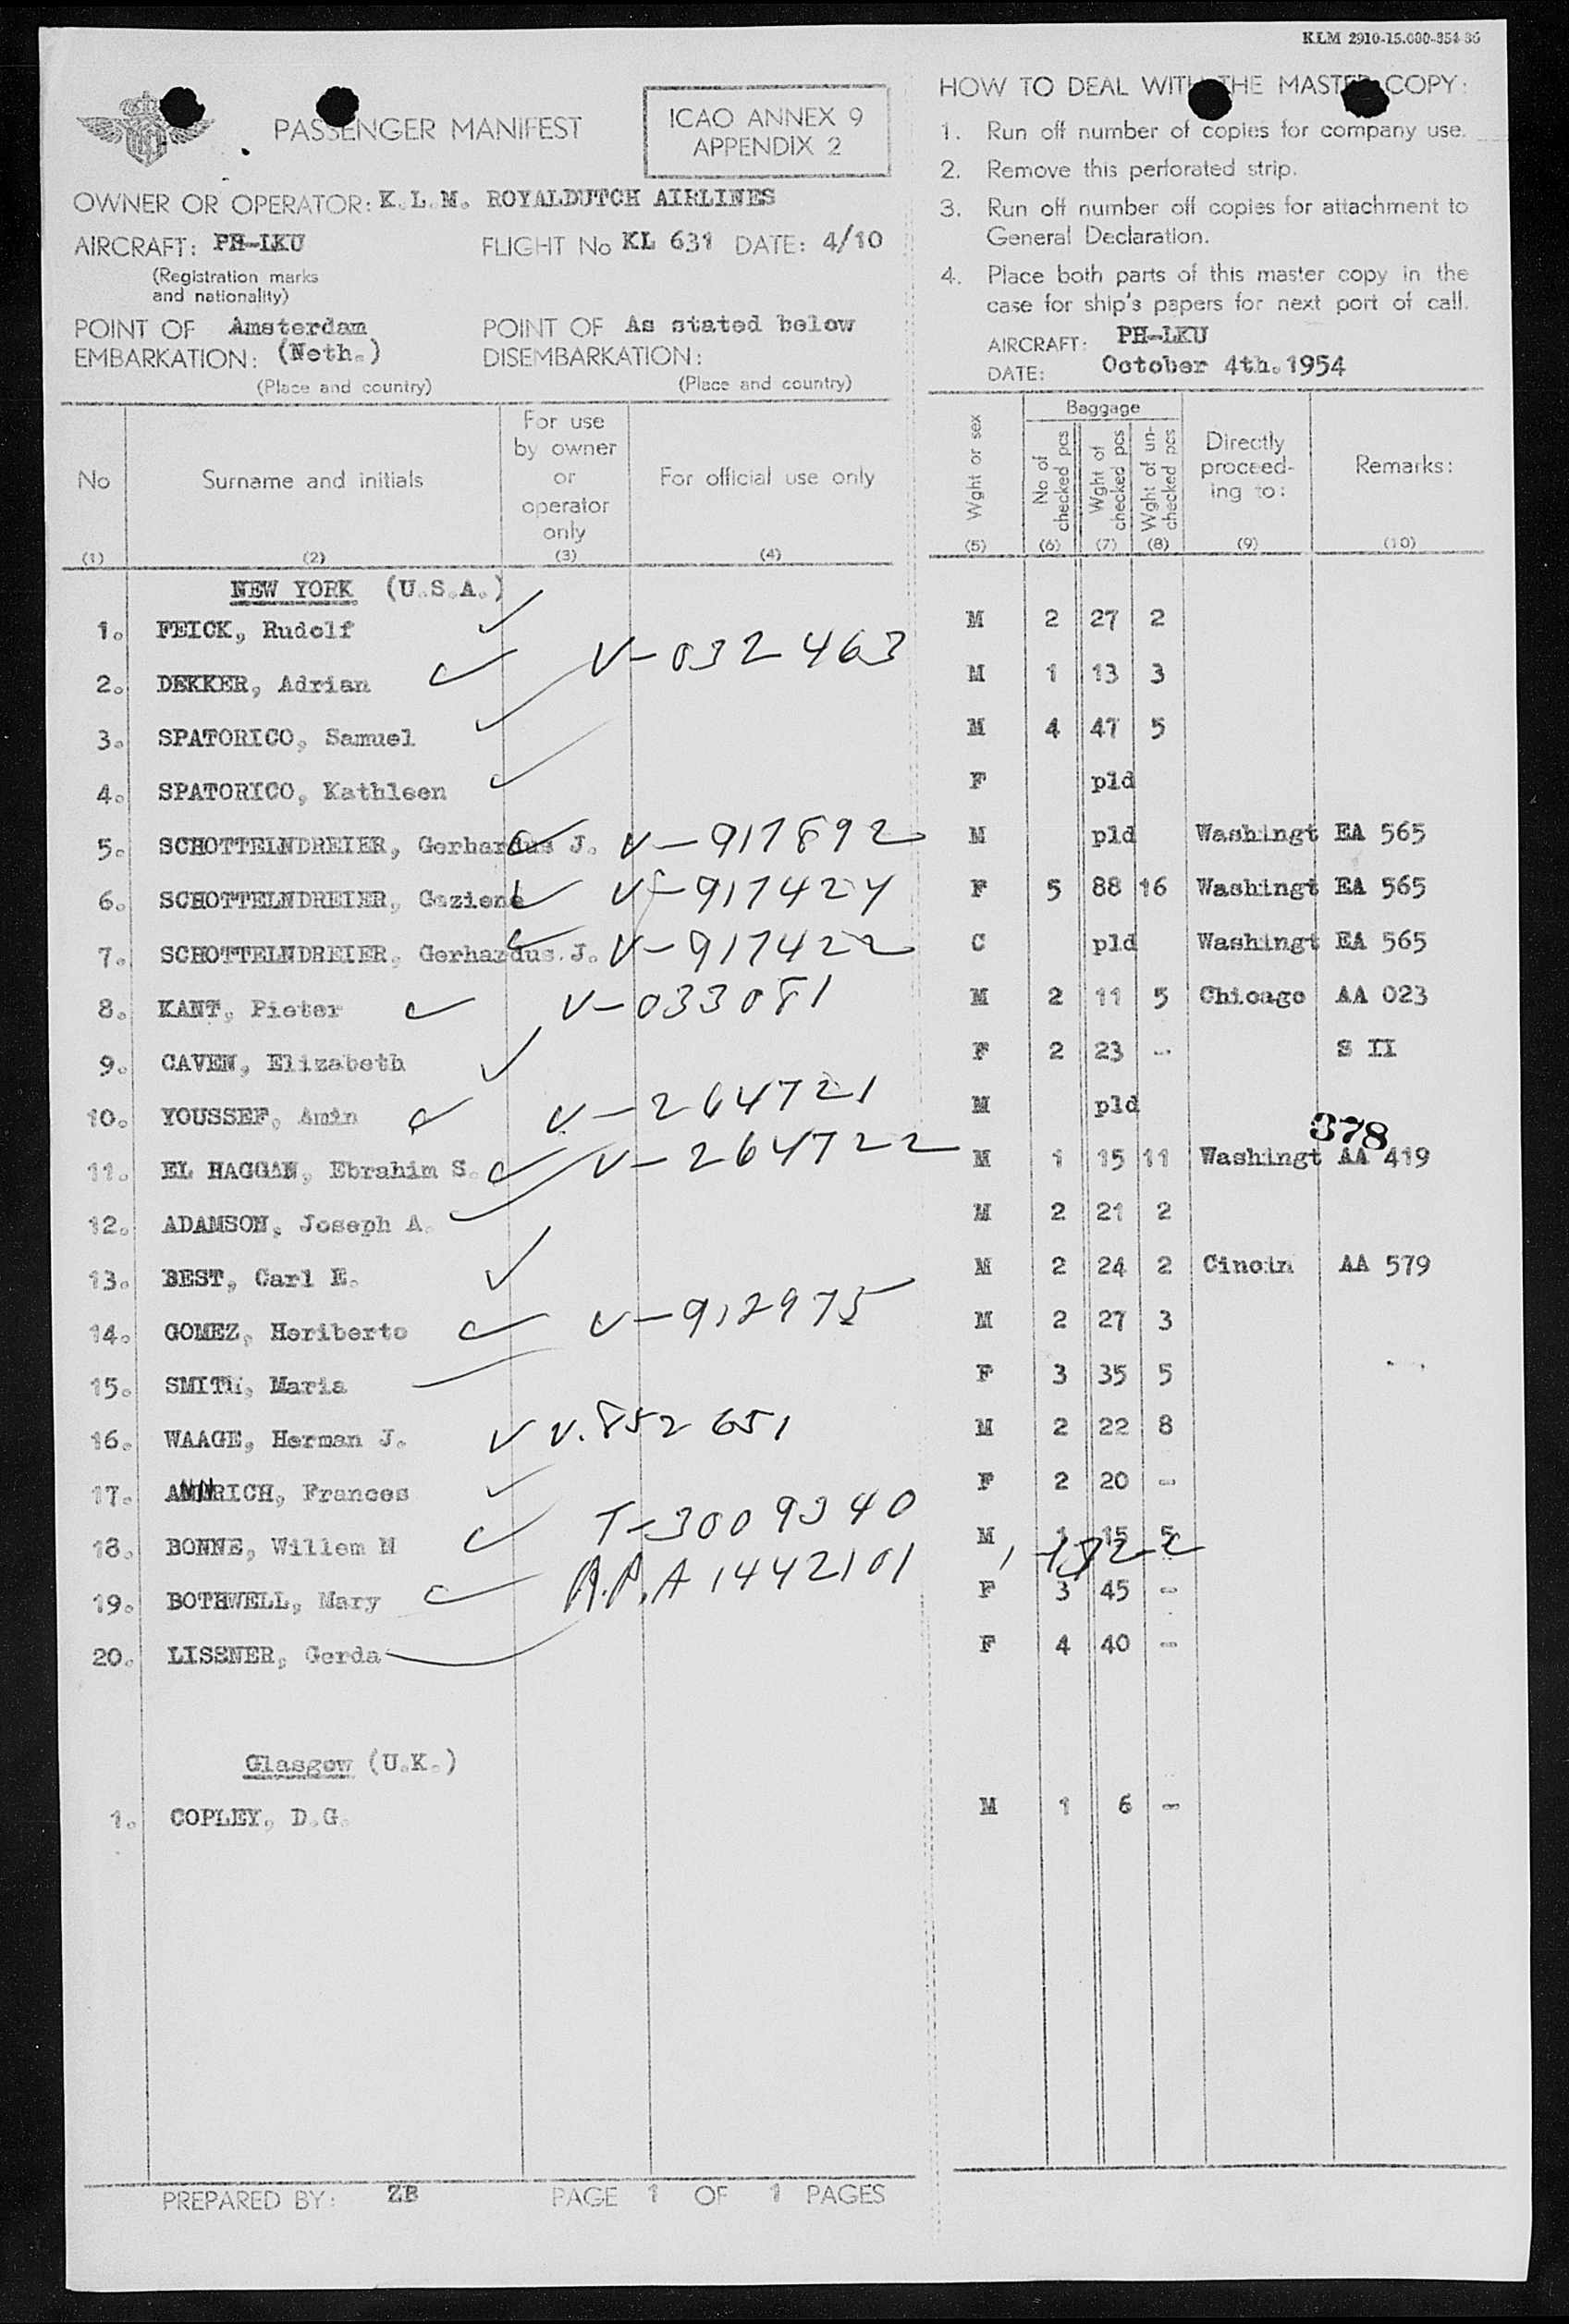 KLM 2910-15.000-854-86
PASSENGER MANIFEST
ICAO ANNEX 9
APPENDIX 2
OWNER OR OPERATOR: K.L.M. ROYALDUTCH AIRLINES
AIRCRAFT: PH-LKU FLIGHT No KL 631 DATE: 4/10
(Registration marks
and nationality)
POINT OF Amsterdam POINT OF As stated below
EMBARKATION: (Neth.) DISEMBARKATION:
(Place and country) (Place and country)
HOW TO DEAL WITH THE MASTER COPY:
1. Run off number of copies for company use.
2. Remove this perforated strip.
3. Run off number off copies for attachment to
General Declaration.
4. Place both parts of this master copy in the
case for ship's papers for next port of call.
AIRCRAFT: PH-LKU
DATE: October 4th.1954
No Surname and initials For use by owner or operator only For official use only Wght or sex Baggage No of checked pcs Wght of checked pcs Wght of un-checked pcs Directly proceed-ing to: Remarks:
(1) (2) (3) (4) (5) (6) (7) (8) (9) (10)
NEW YORK (U.S.A.)
1. FEICK, Rudolf M 2 27 2
2. DEKKER, Adrian V-032463 M 1 13 3
3. SPATORICO, Samuel M 4 47 5
4. SPATORICO, Kathleen F pld
5. SCHOTTELNDREIER, Gerhardus J. V-917892 M pld Washingt EA 565
6. SCHOTTELNDREIER, Geziene V-917424 F 5 88 16 Washingt EA 565
7. SCHOTTELNDREIER, Gerhardus.J. V-917422 C pld Washingt EA 565
8. KANT, Pieter V-033081 M 2 11 5 Chicago AA 023
9. CAVEN, Elizabeth F 2 23 - S II
10. YOUSSEF, Amin V-264721 M pld
11. EL HAGGAN, Ebrahim S. V-264722 M 1 15 11 Washingt AA 419
378
12. ADAMSON, Joseph A. M 2 21 2
13. BEST, Carl E. M 2 24 2 Cincin AA 579
14. GOMEZ, Heriberto V-912975 M 2 27 3
15. SMITH, Maria F 3 35 5
16. WAAGE, Herman J. V.852651 M 2 22 8
17. RICH, Frances F 2 20 -
18. BONNE, Willem M T-3009340 M 1 15 5
19. BOTHWELL, Mary A1442101 F 3 45 -
20. LISSNER, Gerda F 4 40 -
Glasgow (U.K.)
1. COPLEY, D.G. M 1 6 -
PREPARED BY: ZB PAGE 1 OF 1 PAGES